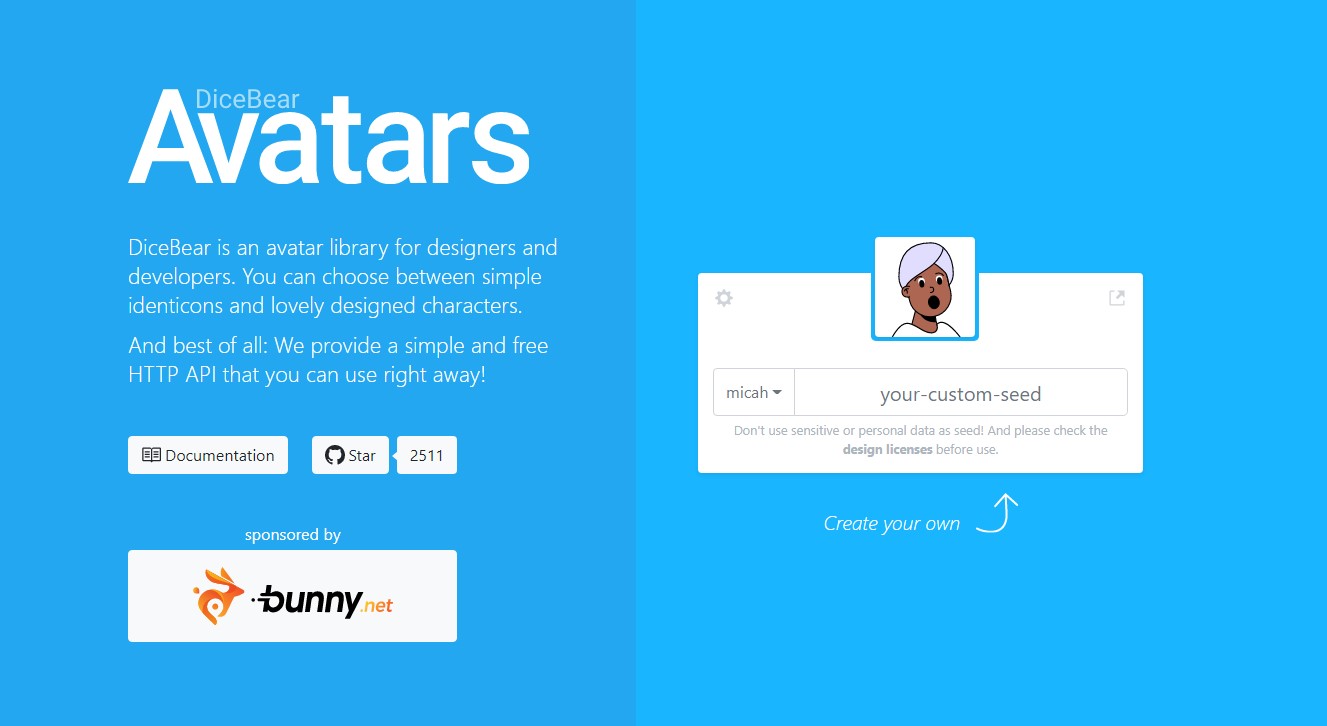 DiceBear
Avatars
DiceBear is an avatar library for designers and
developers. You can choose between simple
identicons and lovely designed characters.
And best of all: We provide a simple and free
HTTP API that you can use right away!
Documentation
Star
2511
sponsored by
bunny.net
micah
your-custom-seed
Don't use sensitive or personal data as seed! And please check the
design licenses before use.
Create your own